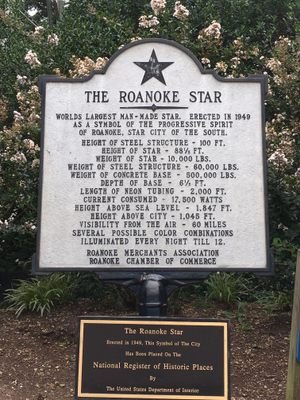 THE ROANOKE STAR
WORLDS LARGEST MAN-MADE STAR. ERECTED IN 1949
AS A SYMBOL OF THE PROGRESSIVE SPIRIT
OF ROANOKE, STAR CITY OF THE SOUTH.
HEIGHT OF STEEL STRUCTURE - 100 FT.
HEIGHT OF STAR - 88½ FT.
WEIGHT OF STAR - 10,000 LBS.
WEIGHT OF STEEL STRUCTURE - 60,000 LBS.
WEIGHT OF CONCRETE BASE - 500,000 LBS.
DEPTH OF BASE - 6½ FT.
LENGTH OF NEON TUBING - 2,000 FT.
CURRENT CONSUMED - 17,500 WATTS
HEIGHT ABOVE SEA LEVEL - 1,847 FT.
HEIGHT ABOVE CITY - 1,045 FT.
VISIBILITY FROM THE AIR - 60 MILES
SEVERAL POSSIBLE COLOR COMBINATIONS
ILLUMINATED EVERY NIGHT TILL 12.
ROANOKE MERCHANTS ASSOCIATION
ROANOKE CHAMBER OF COMMERCE
The Roanoke Star
Erected in 1949, This Symbol of The City
Has Been Placed On The
National Register of Historic Places
By
The United States Department of Interior